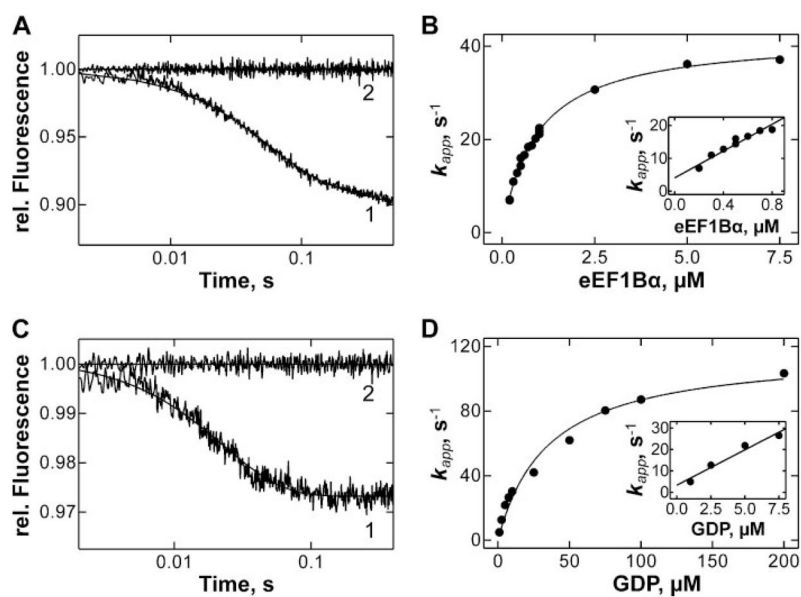 A
rel. Fluorescence
1.00
0.95
0.90
2
1
0.01
0.1
Time, s
B
kapp, s-1
40
20
0
0.0
2.5
5.0
7.5
eEF1Bα, µM
kapp, s-1
20
10
0
0.0
0.4
0.8
eEF1Bα, µM
C
rel. Fluorescence
1.00
0.99
0.98
0.97
2
1
0.01
0.1
Time, s
D
kapp, s-1
120
80
40
0
0
50
100
150
200
GDP, µM
kapp, s-1
30
20
10
0
0.0
2.5
5.0
7.5
GDP, µM